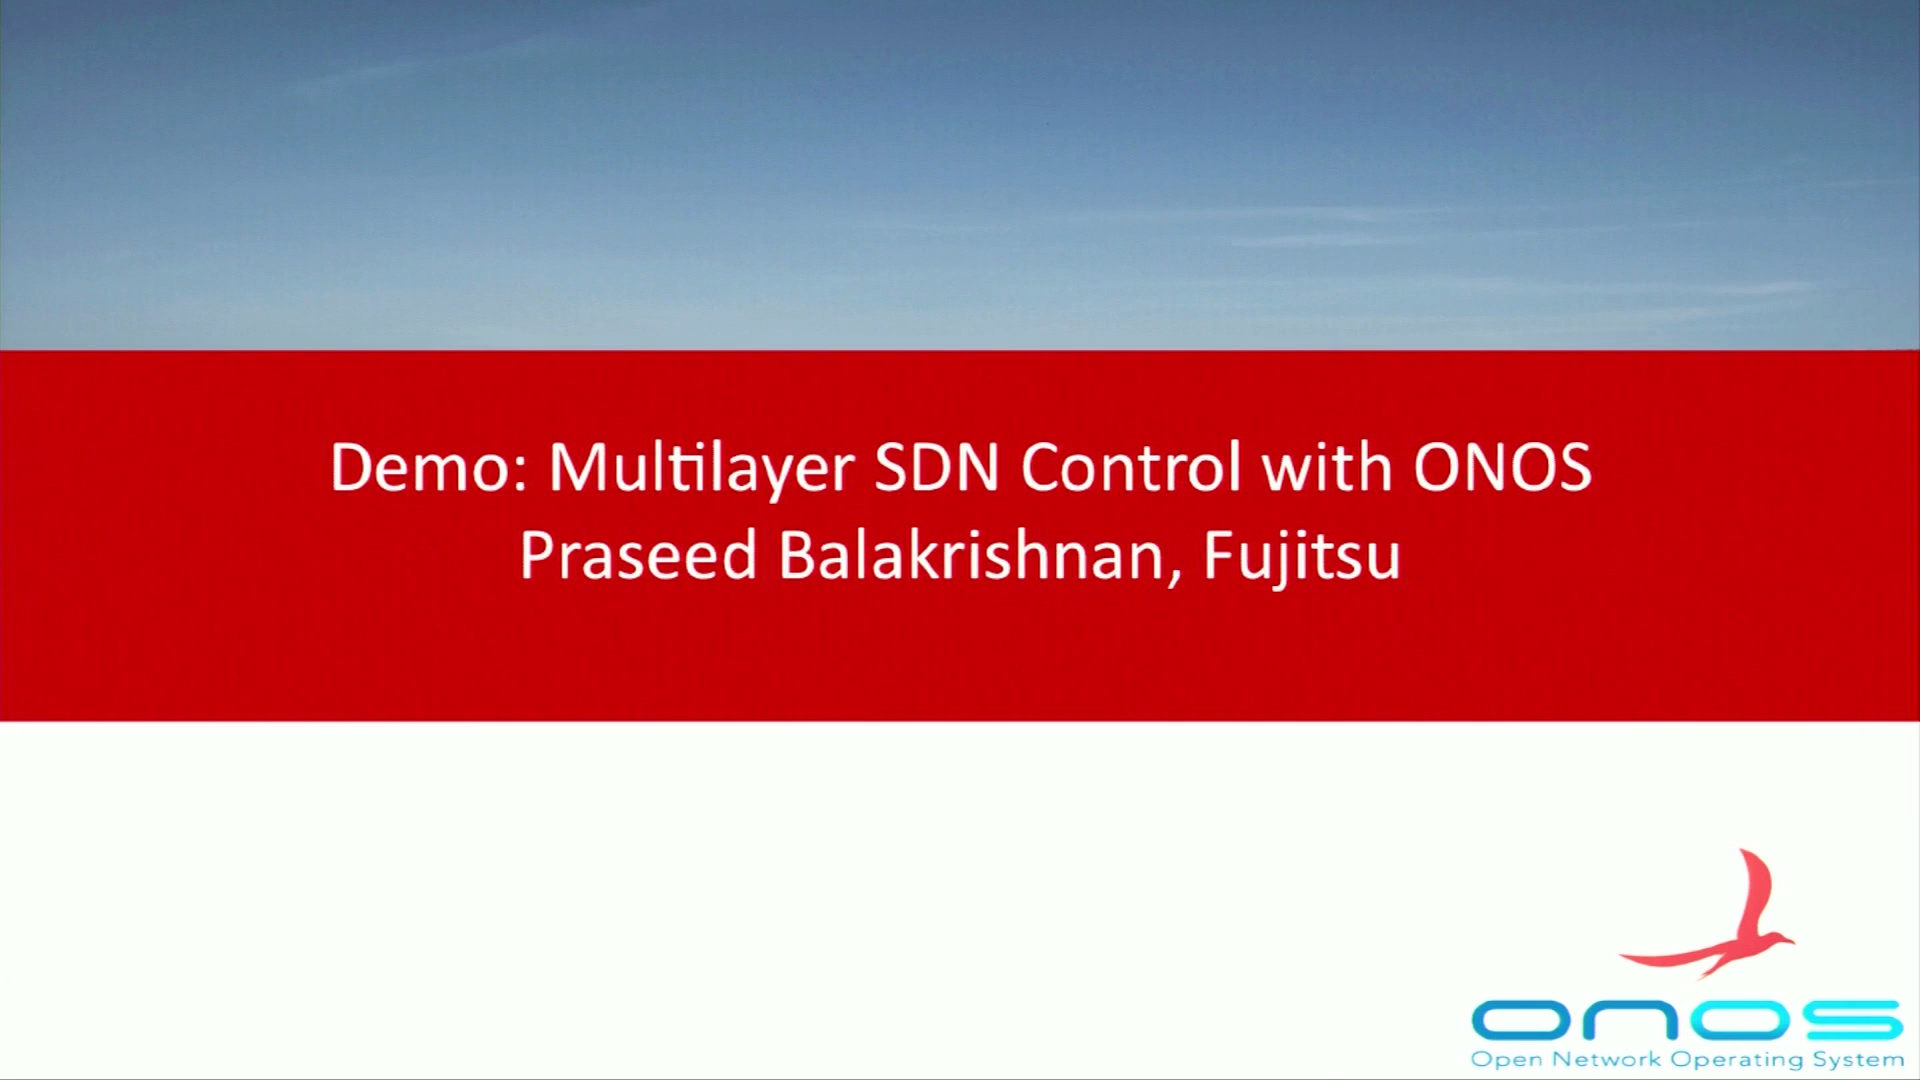 Demo: Multilayer SDN Control with ONOS
Praseed Balakrishnan, Fujitsu
onos
Open Network Operating System